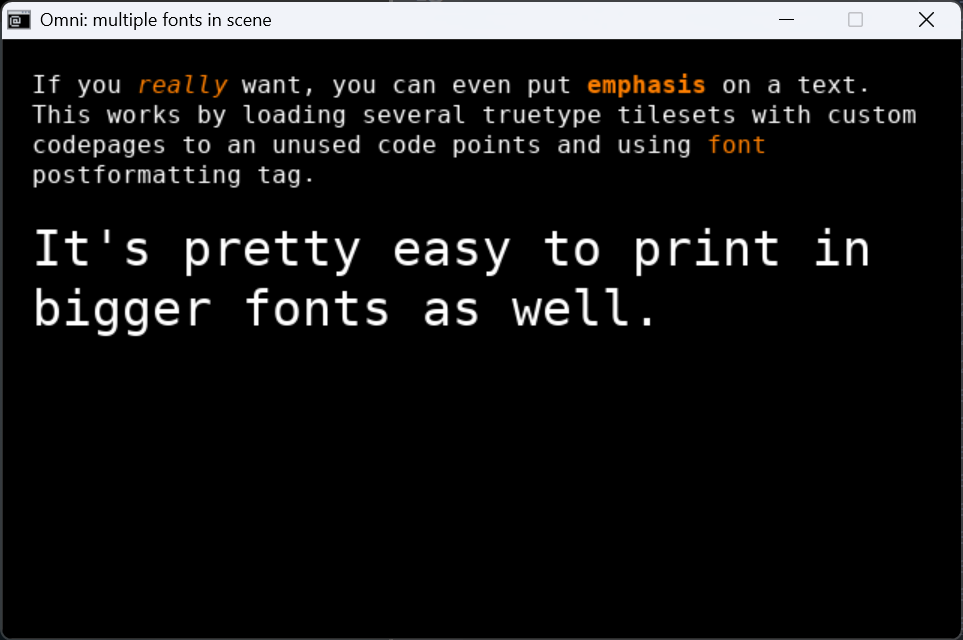 Omni: multiple fonts in scene
If you really want, you can even put emphasis on a text.
This works by loading several truetype tilesets with custom
codepages to an unused code points and using font
postformatting tag.
It's pretty easy to print in
bigger fonts as well.